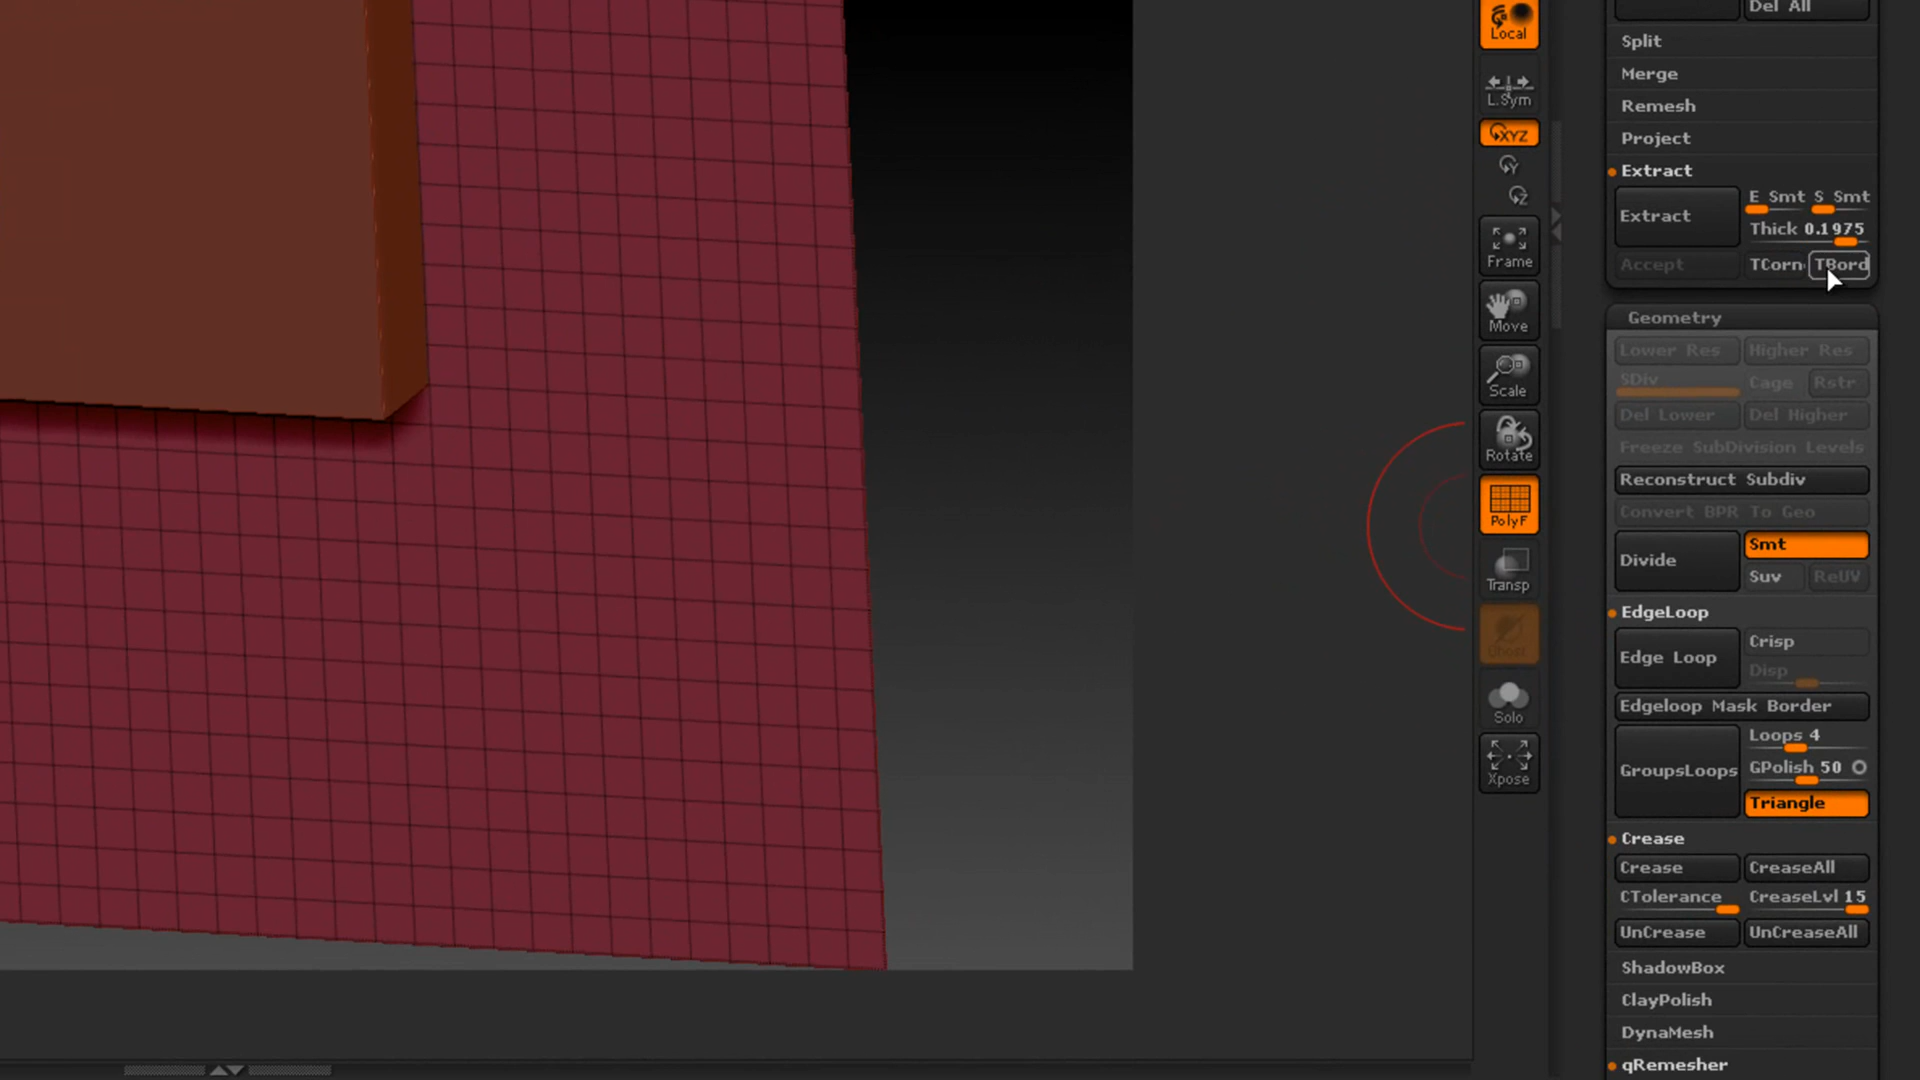 Local
L.Sym
XYZ
Y
Z
Frame
Move
Scale
Rotate
PolyF
Transp
Ghost
Solo
Xpose
Del All
Split
Merge
Remesh
Project
Extract
Extract
E Smt S Smt
Thick 0.1975
Accept TCorn TBord
Geometry
Lower Res Higher Res
SDiv Cage Rstr
Del Lower Del Higher
Freeze SubDivision Levels
Reconstruct Subdiv
Convert BPR To Geo
Divide Smt
Suv ReUV
EdgeLoop
Edge Loop Crisp
Disp
Edgeloop Mask Border
Loops 4
GroupsLoops GPolish 50
Triangle
Crease
Crease CreaseAll
CTolerance CreaseLvl 15
UnCrease UnCreaseAll
ShadowBox
ClayPolish
DynaMesh
qRemesher